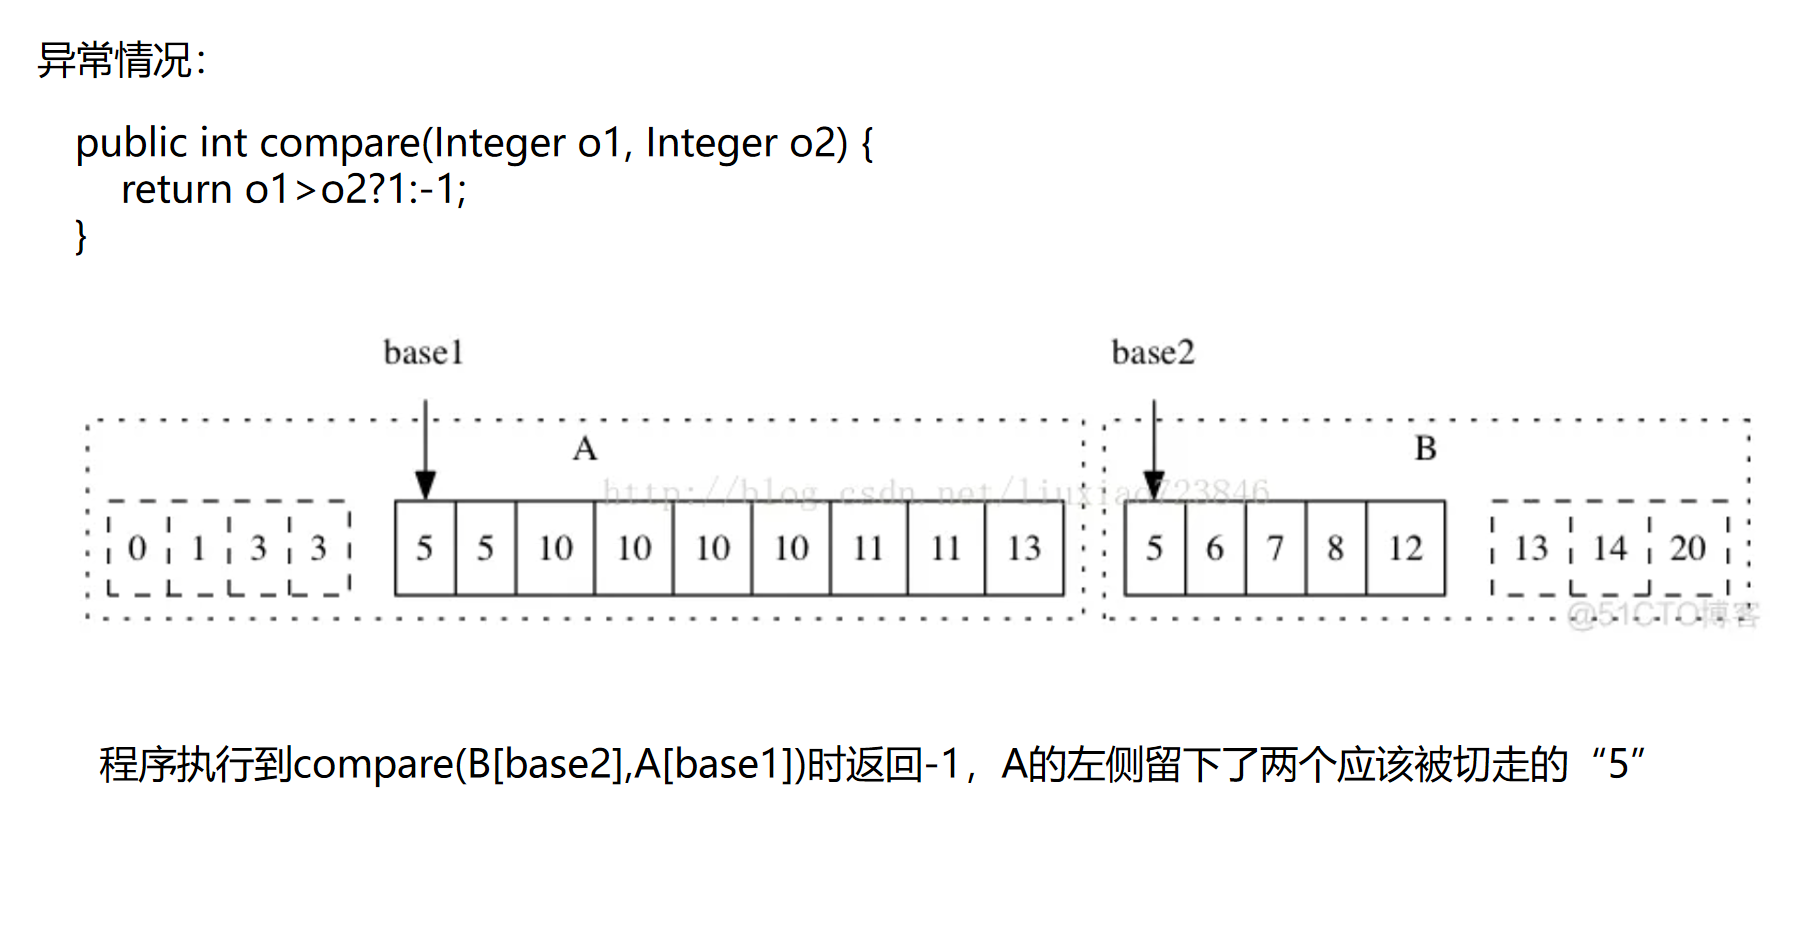 异常情况：
public int compare(Integer o1, Integer o2) {
return o1>o2?1:-1;
}
base1 base2
A B
http://blog.csdn.net/liuxiao723846
0 1 3 3 5 5 10 10 10 10 11 11 13 5 6 7 8 12 13 14 20
@51CTO博客
程序执行到compare(B[base2],A[base1])时返回-1，A的左侧留下了两个应该被切走的“5”